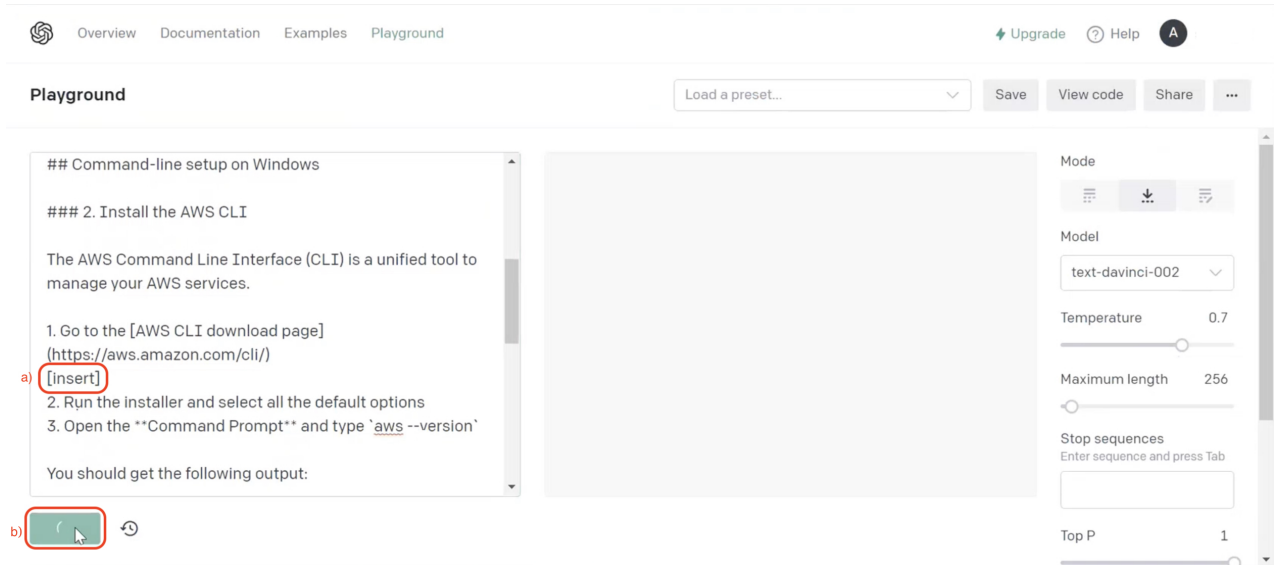 Overview Documentation Examples Playground Upgrade ? Help A
Playground Load a preset... Save View code Share ...
## Command-line setup on Windows
### 2. Install the AWS CLI
The AWS Command Line Interface (CLI) is a unified tool to
manage your AWS services.
1. Go to the [AWS CLI download page]
(https://aws.amazon.com/cli/)
a) [insert]
2. Run the installer and select all the default options
3. Open the **Command Prompt** and type `aws --version`
You should get the following output:
b)
Mode
Model
text-davinci-002
Temperature 0.7
Maximum length 256
Stop sequences
Enter sequence and press Tab
Top P 1